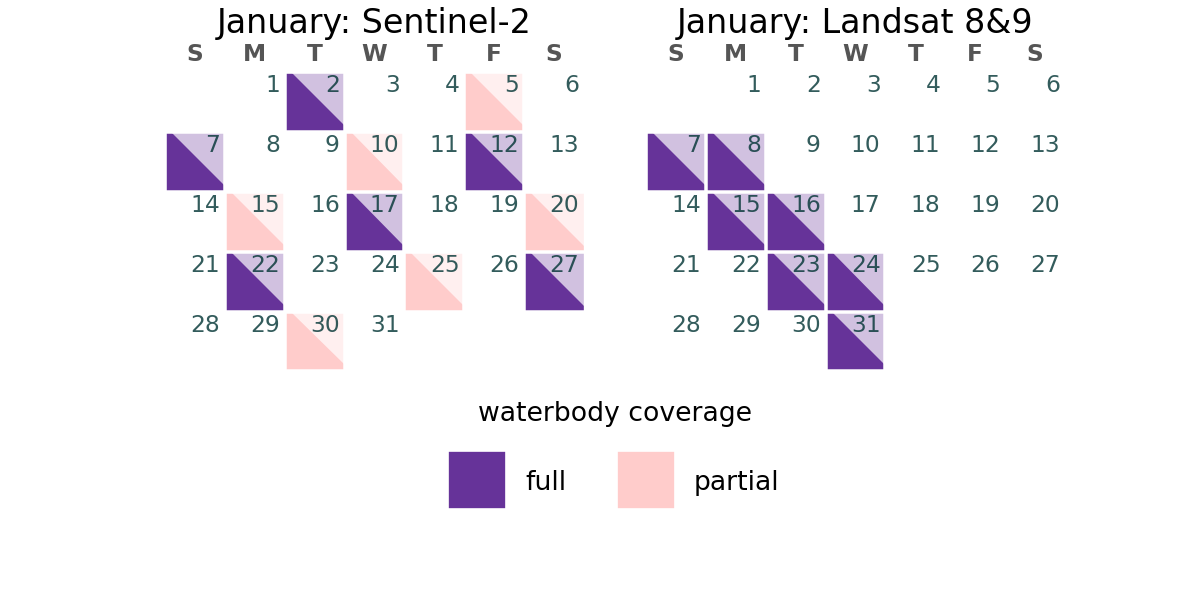 January: Sentinel-2
S M T W T F S
1 2 3 4 5 6
7 8 9 10 11 12 13
14 15 16 17 18 19 20
21 22 23 24 25 26 27
28 29 30 31
January: Landsat 8&9
S M T W T F S
1 2 3 4 5 6
7 8 9 10 11 12 13
14 15 16 17 18 19 20
21 22 23 24 25 26 27
28 29 30 31
waterbody coverage
full partial